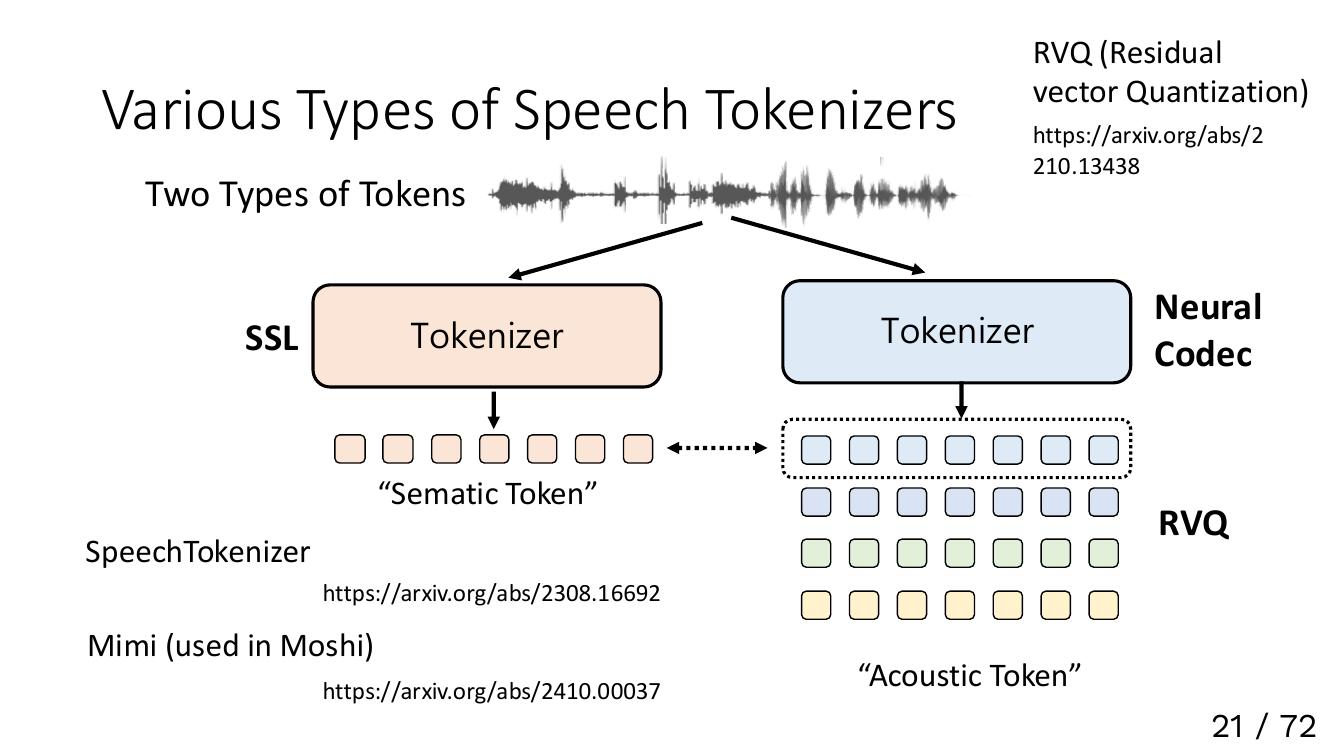 RVQ (Residual
vector Quantization)
https://arxiv.org/abs/2
210.13438
Various Types of Speech Tokenizers
Two Types of Tokens
SSL
Tokenizer
Tokenizer
Neural
Codec
“Sematic Token”
RVQ
SpeechTokenizer
https://arxiv.org/abs/2308.16692
Mimi (used in Moshi)
https://arxiv.org/abs/2410.00037
“Acoustic Token”
21 / 72